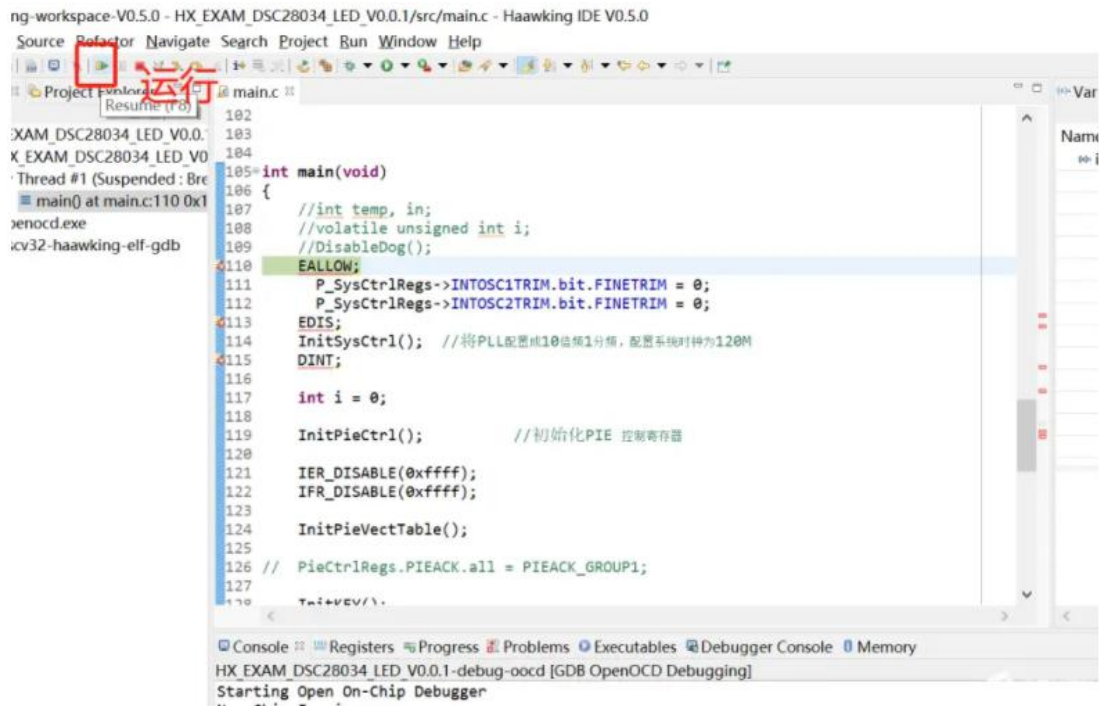 ng-workspace-V0.5.0 - HX_EXAM_DSC28034_LED_V0.0.1/src/main.c - Haawking IDE V0.5.0
Source Refactor Navigate Search Project Run Window Help
运行
Project Explorer
Resume (F8)
main.c
Var
XAM_DSC28034_LED_V0.0.
X_EXAM_DSC28034_LED_V0
Thread #1 (Suspended : Bre
main() at main.c:110 0x1
penocd.exe
scv32-haawking-elf-gdb
Name
102
103
104
105 int main(void)
106 {
107 //int temp, in;
108 //volatile unsigned int i;
109 //DisableDog();
110 EALLOW;
111 P_SysCtrlRegs->INTOSC1TRIM.bit.FINETRIM = 0;
112 P_SysCtrlRegs->INTOSC2TRIM.bit.FINETRIM = 0;
113 EDIS;
114 InitSysCtrl(); //将PLL配置成10倍频1分频，配置系统时钟为120M
115 DINT;
116
117 int i = 0;
118
119 InitPieCtrl(); //初始化PIE 控制寄存器
120
121 IER_DISABLE(0xffff);
122 IFR_DISABLE(0xffff);
123
124 InitPieVectTable();
125
126 // PieCtrlRegs.PIEACK.all = PIEACK_GROUP1;
127
128 InitKEY();
Console Registers Progress Problems Executables Debugger Console Memory
HX_EXAM_DSC28034_LED_V0.0.1-debug-oocd [GDB OpenOCD Debugging]
Starting Open On-Chip Debugger